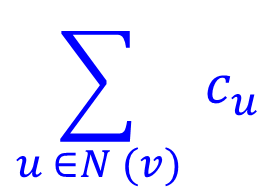 ∑ c_u
u ∈N (v)